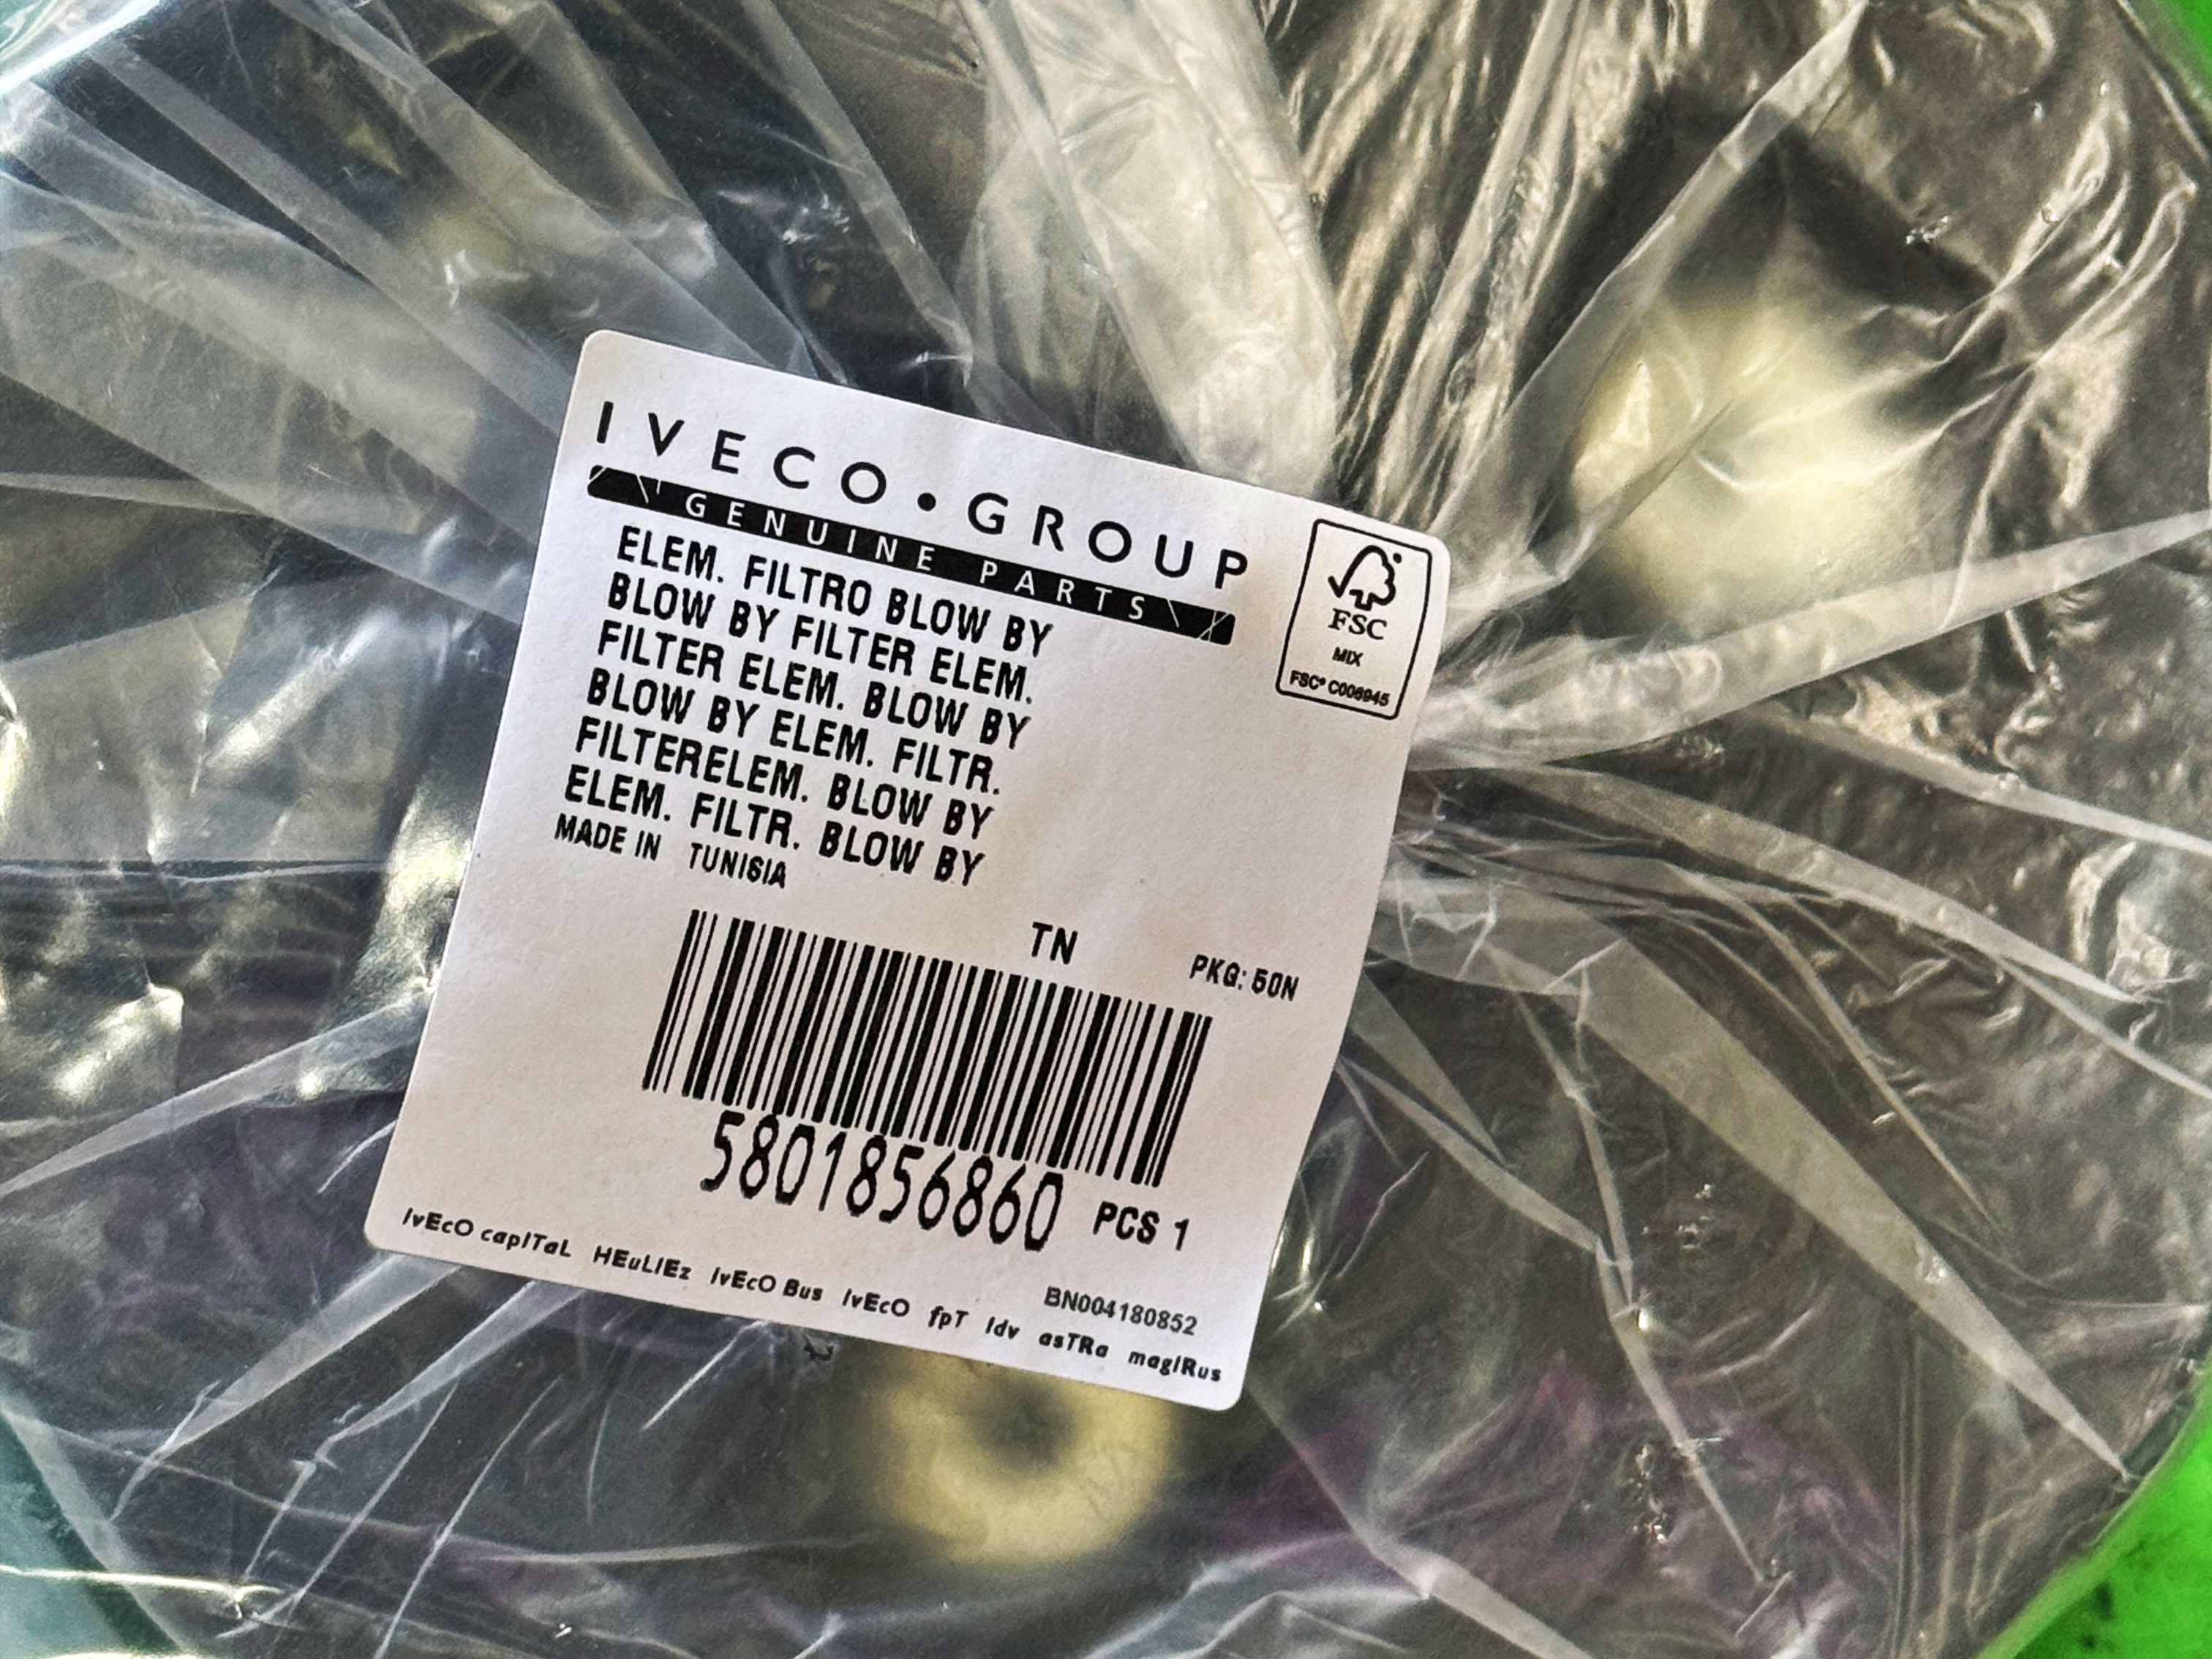 IVECO•GROUP
GENUINE PARTS
FSC
MIX
FSC® C006945
ELEM. FILTRO BLOW BY
BLOW BY FILTER ELEM.
FILTER ELEM. BLOW BY
BLOW BY ELEM. FILTR.
FILTERELEM. BLOW BY
ELEM. FILTR. BLOW BY
MADE IN TUNISIA
TN
PKG: 50N
5801856860 PCS 1
BN004180852
IvEcO capITaL HEuLIEz IvEcO Bus IvEcO fpT Idv asTRa magIRus